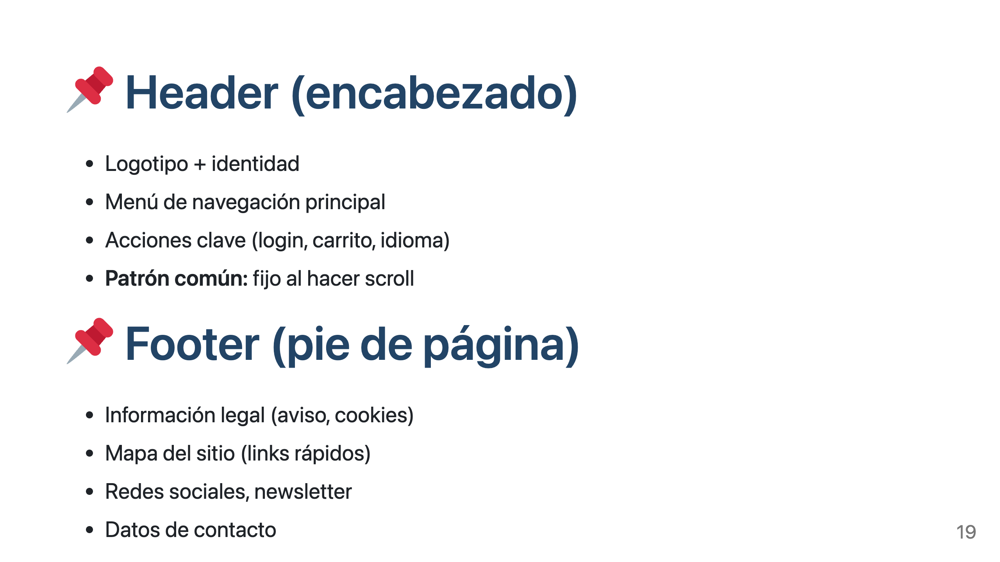 📌 Header (encabezado)
• Logotipo + identidad
• Menú de navegación principal
• Acciones clave (login, carrito, idioma)
• Patrón común: fijo al hacer scroll
📌 Footer (pie de página)
• Información legal (aviso, cookies)
• Mapa del sitio (links rápidos)
• Redes sociales, newsletter
• Datos de contacto
19